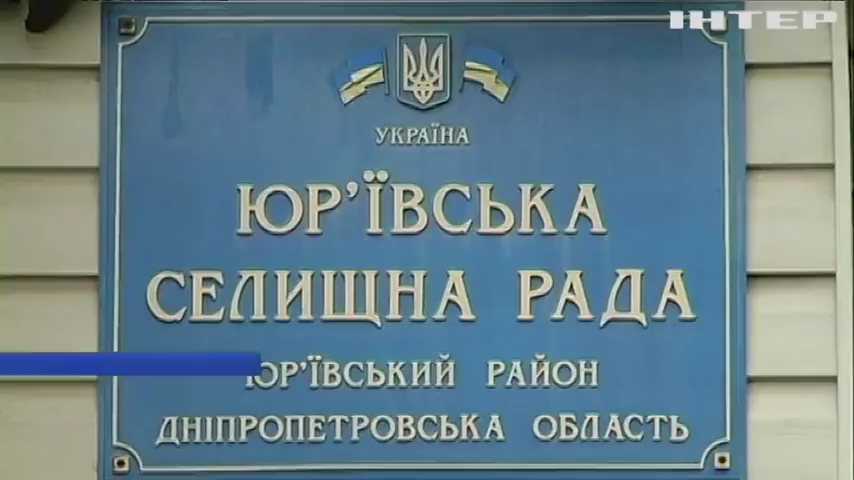 ІНТЕР
УКРАЇНА
ЮР'ЇВСЬКА
СЕЛИЩНА РАДА
ЮР'ЇВСЬКИЙ РАЙОН
ДНІПРОПЕТРОВСЬКА ОБЛАСТЬ